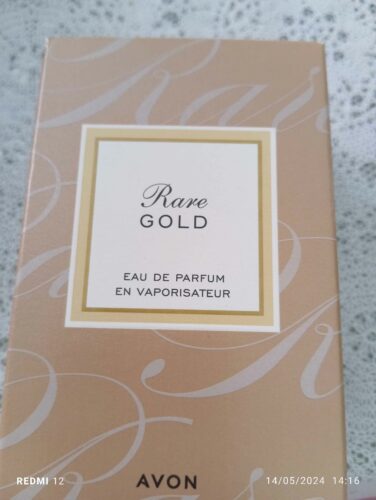 Rare
GOLD
EAU DE PARFUM
EN VAPORISATEUR
AVON
REDMI 12
14/05/2024 14:16